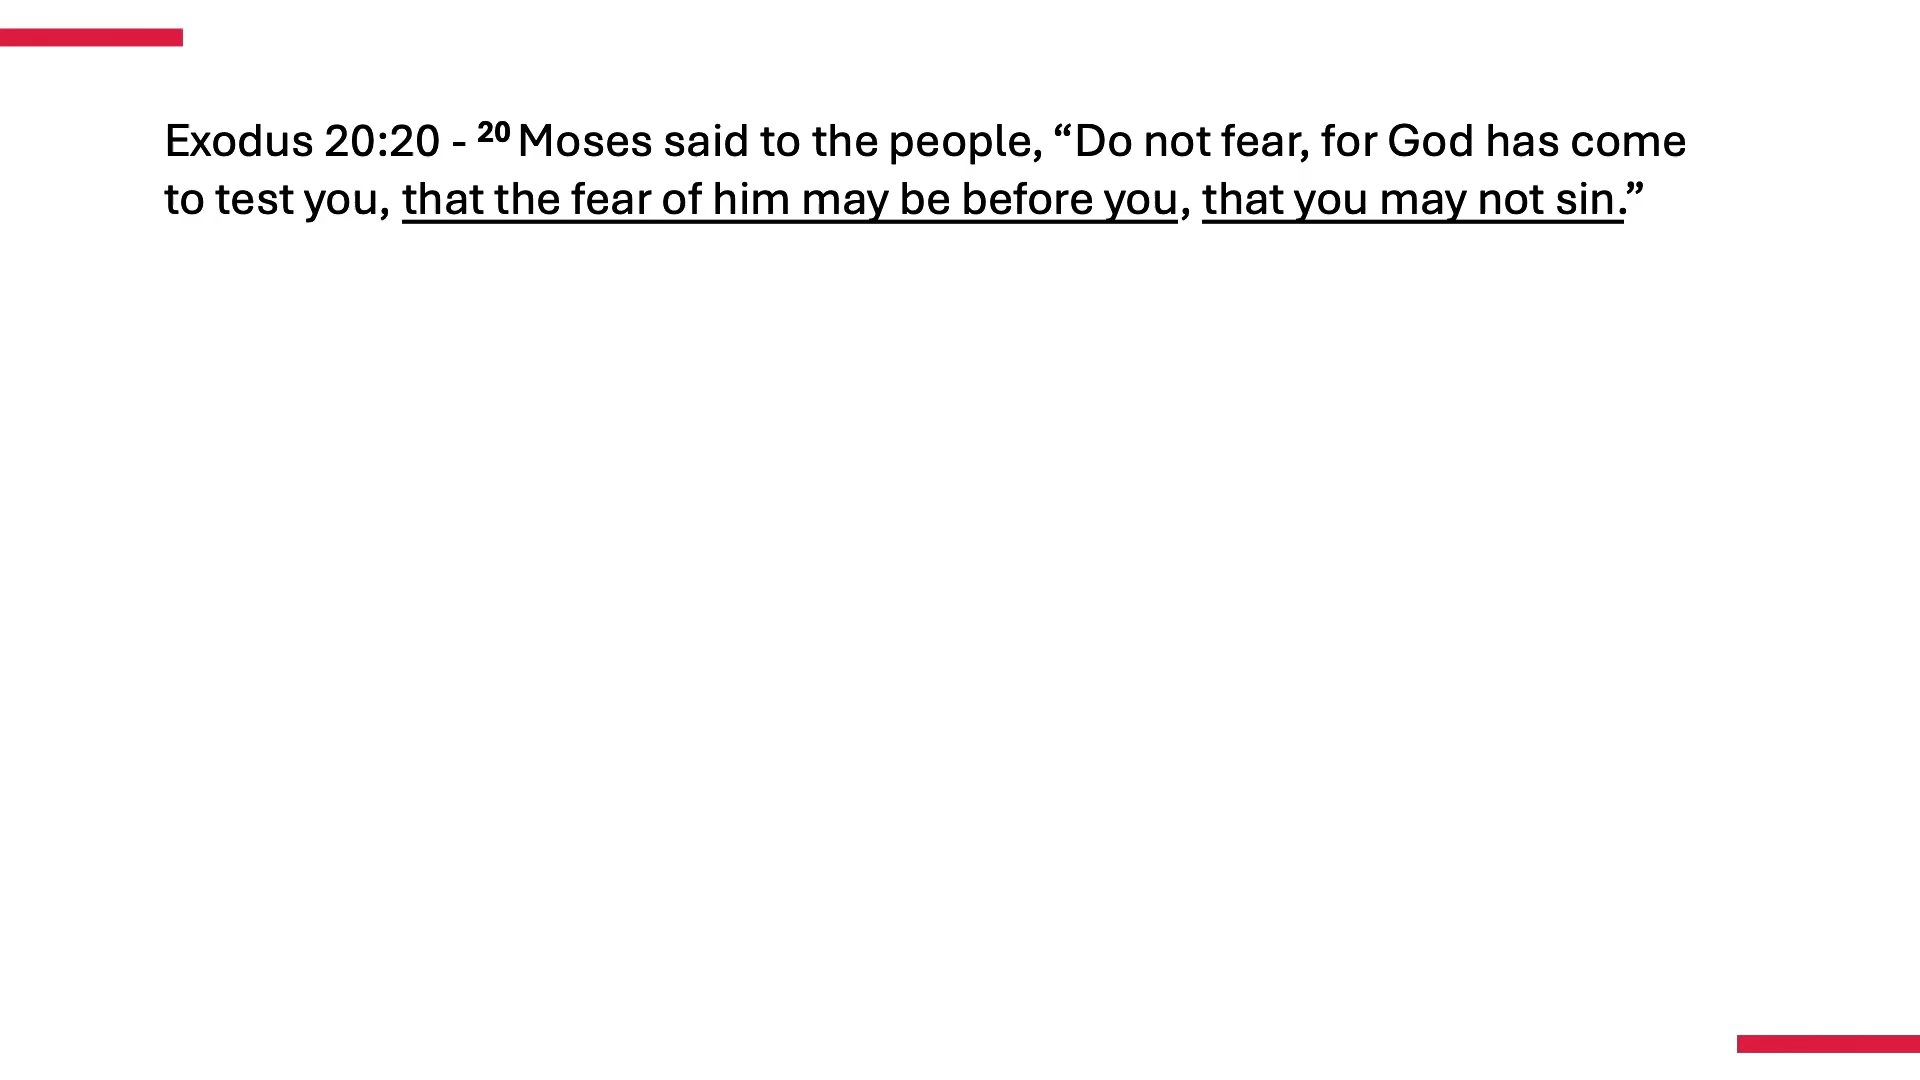 Exodus 20:20 - 20 Moses said to the people, “Do not fear, for God has come
to test you, that the fear of him may be before you, that you may not sin.”